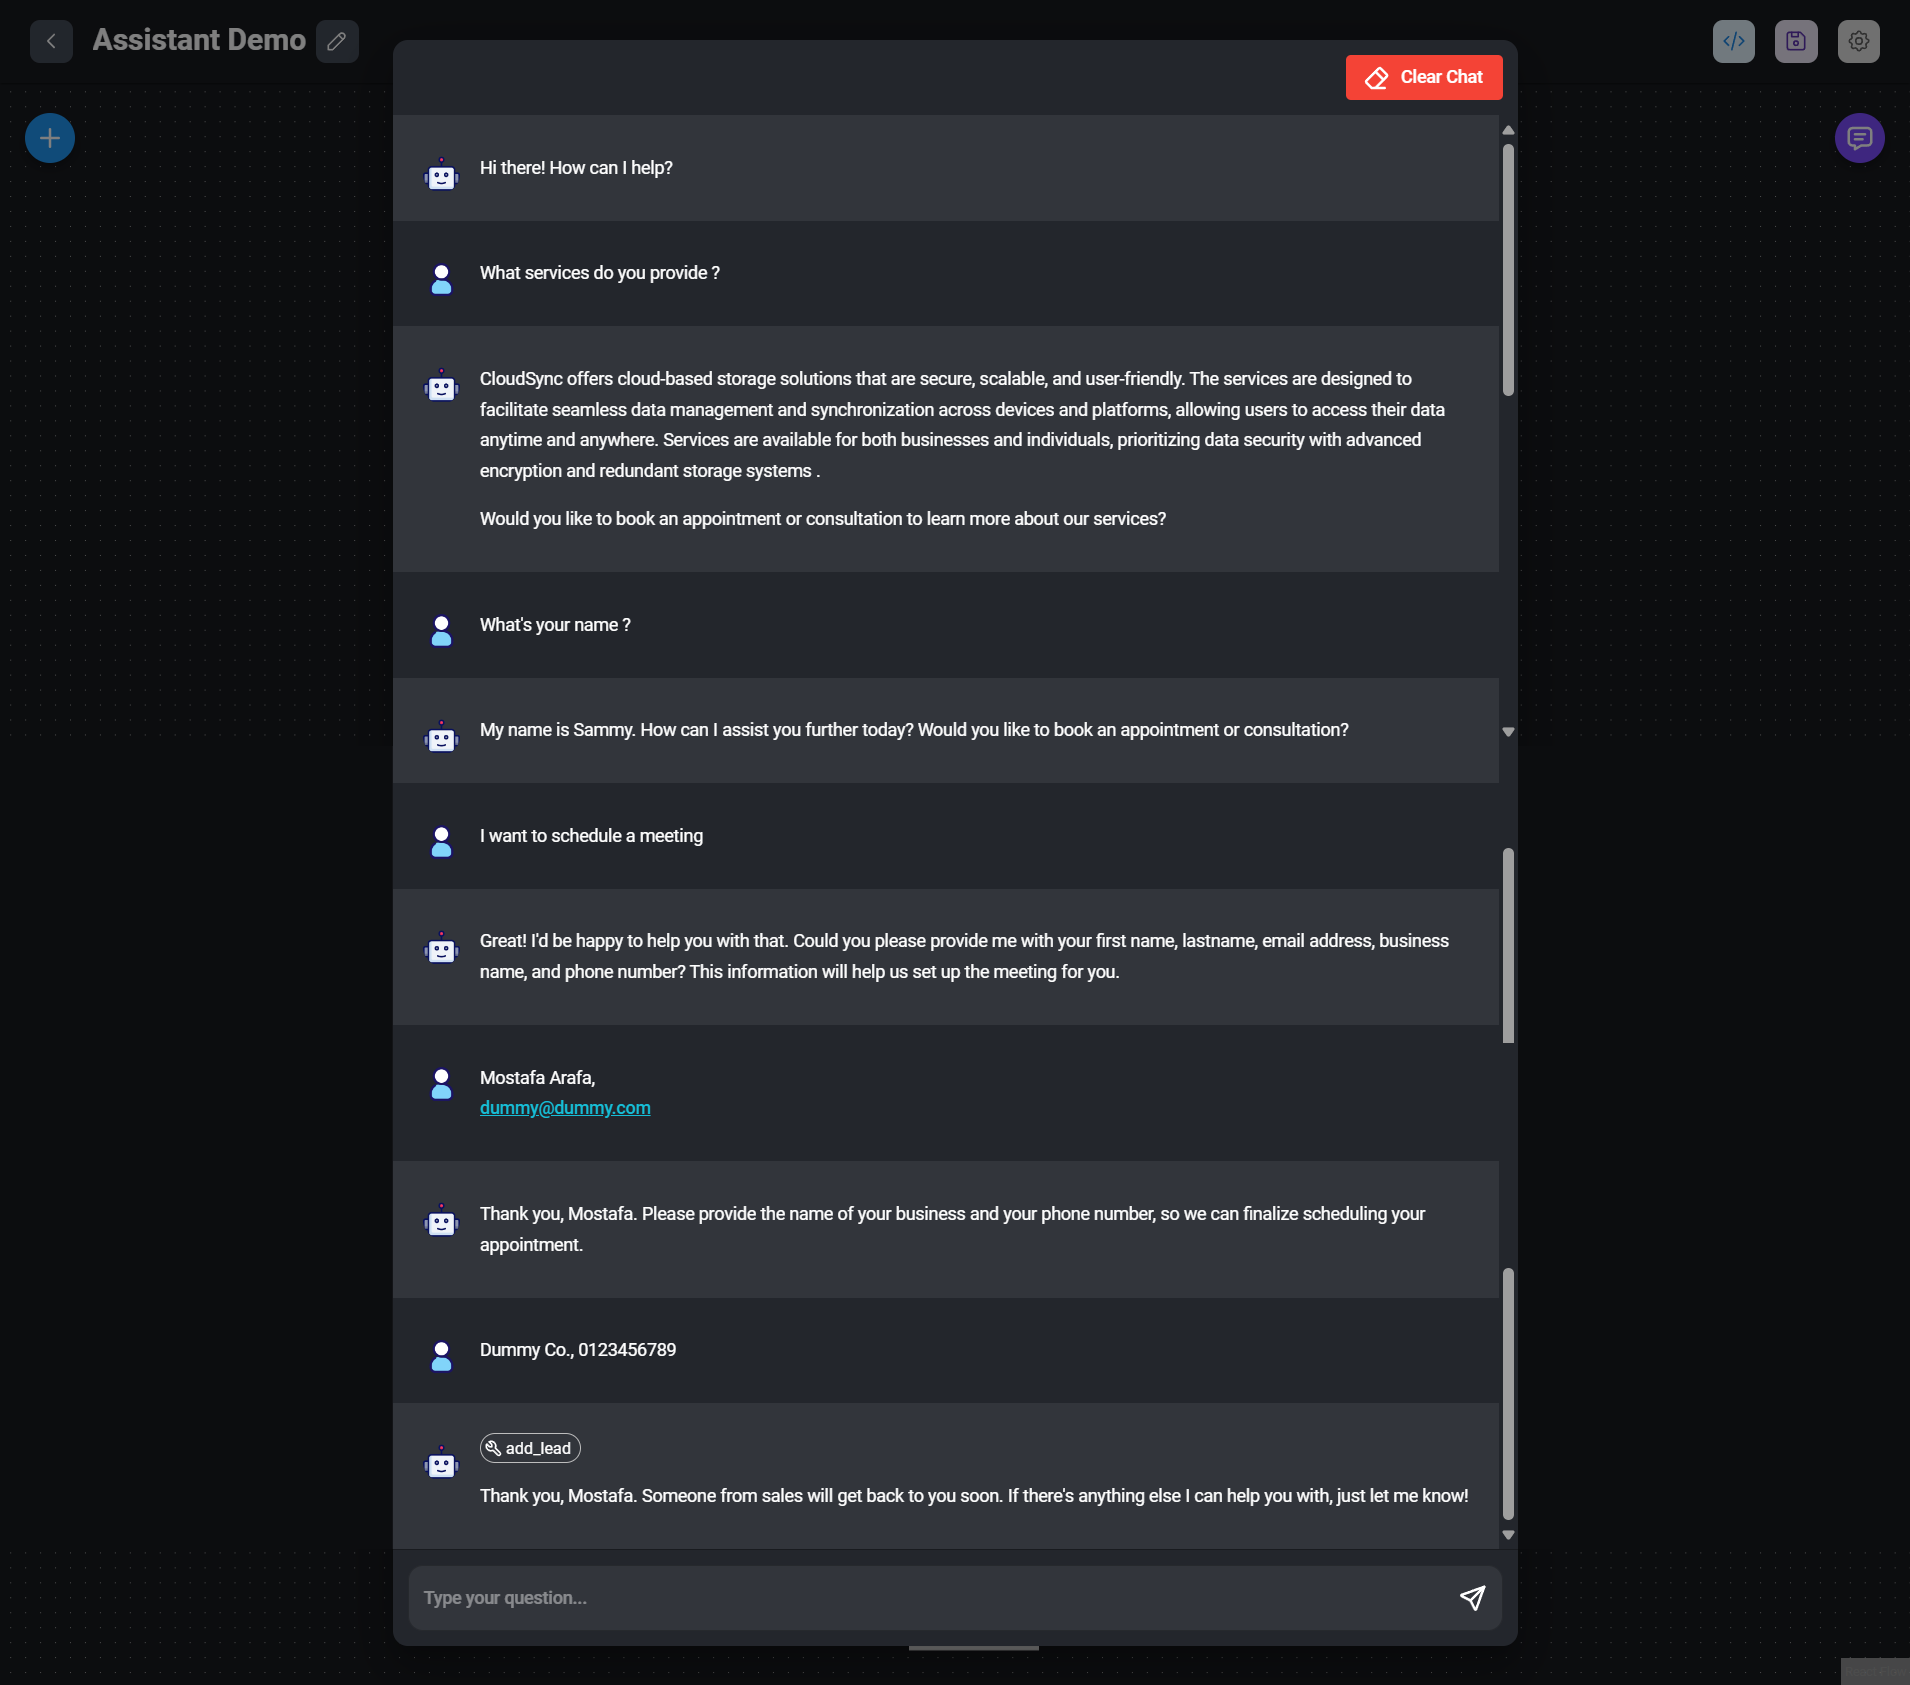 Assistant Demo
Clear Chat
Hi there! How can I help?
What services do you provide ?
CloudSync offers cloud-based storage solutions that are secure, scalable, and user-friendly. The services are designed to
facilitate seamless data management and synchronization across devices and platforms, allowing users to access their data
anytime and anywhere. Services are available for both businesses and individuals, prioritizing data security with advanced
encryption and redundant storage systems .
Would you like to book an appointment or consultation to learn more about our services?
What's your name ?
My name is Sammy. How can I assist you further today? Would you like to book an appointment or consultation?
I want to schedule a meeting
Great! I'd be happy to help you with that. Could you please provide me with your first name, lastname, email address, business
name, and phone number? This information will help us set up the meeting for you.
Mostafa Arafa,
dummy@dummy.com
Thank you, Mostafa. Please provide the name of your business and your phone number, so we can finalize scheduling your
appointment.
Dummy Co., 0123456789
add_lead
Thank you, Mostafa. Someone from sales will get back to you soon. If there's anything else I can help you with, just let me know!
Type your question...